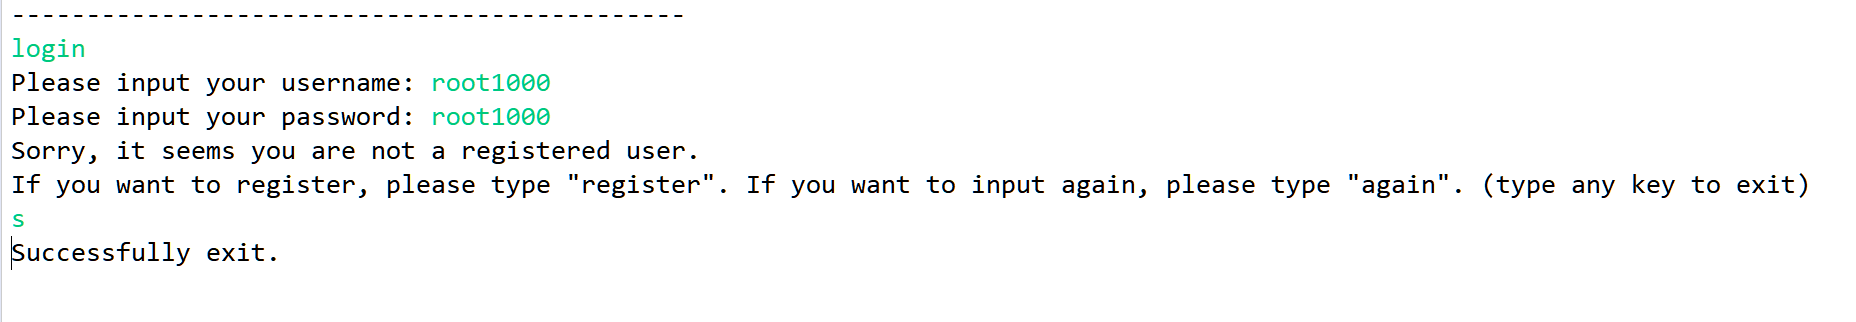 ---------------------------------------------
login
Please input your username: root1000
Please input your password: root1000
Sorry, it seems you are not a registered user.
If you want to register, please type "register". If you want to input again, please type "again". (type any key to exit)
s
Successfully exit.